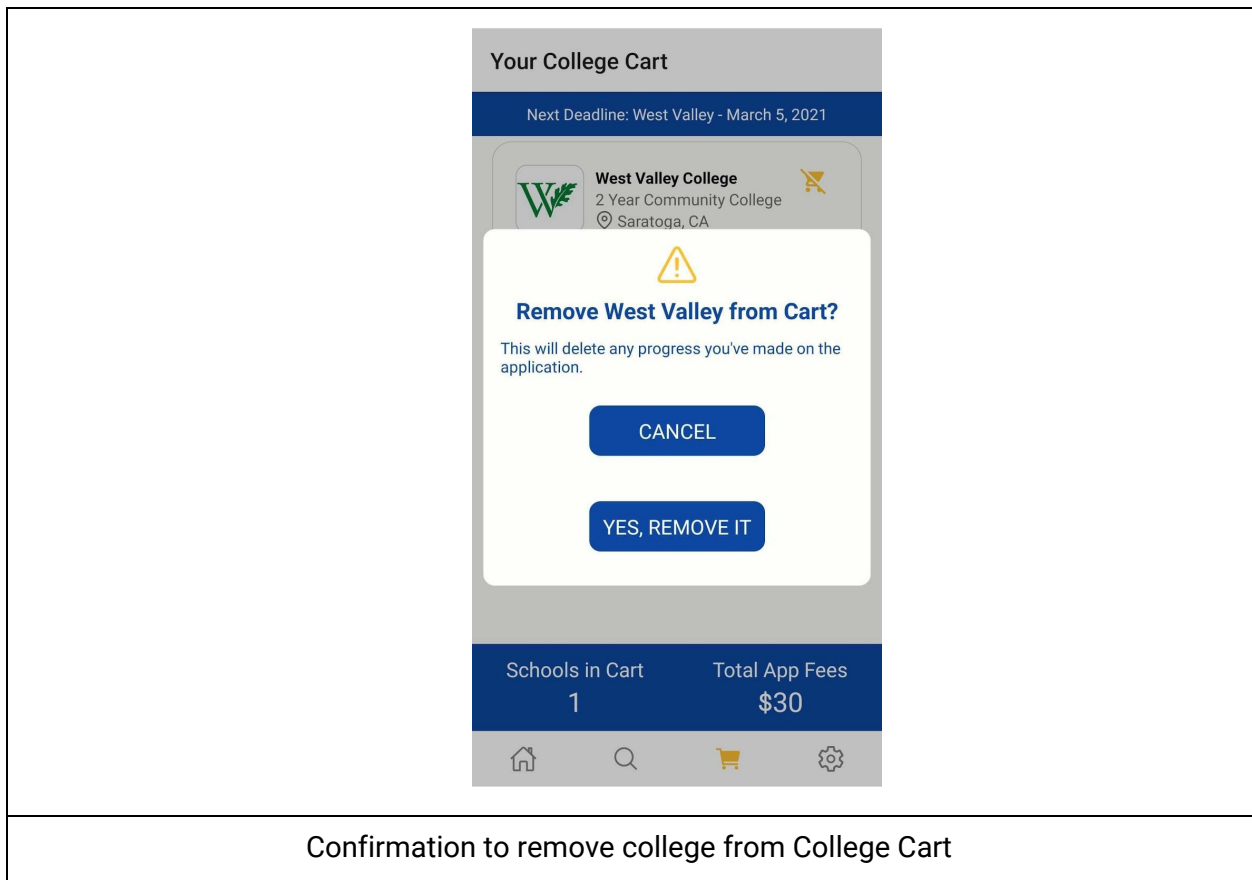 Your College Cart
Next Deadline: West Valley - March 5, 2021
W
West Valley College
2 Year Community College
Saratoga, CA
Remove West Valley from Cart?
This will delete any progress you've made on the
application.
CANCEL
YES, REMOVE IT
Schools in Cart Total App Fees
1 $30
Confirmation to remove college from College Cart